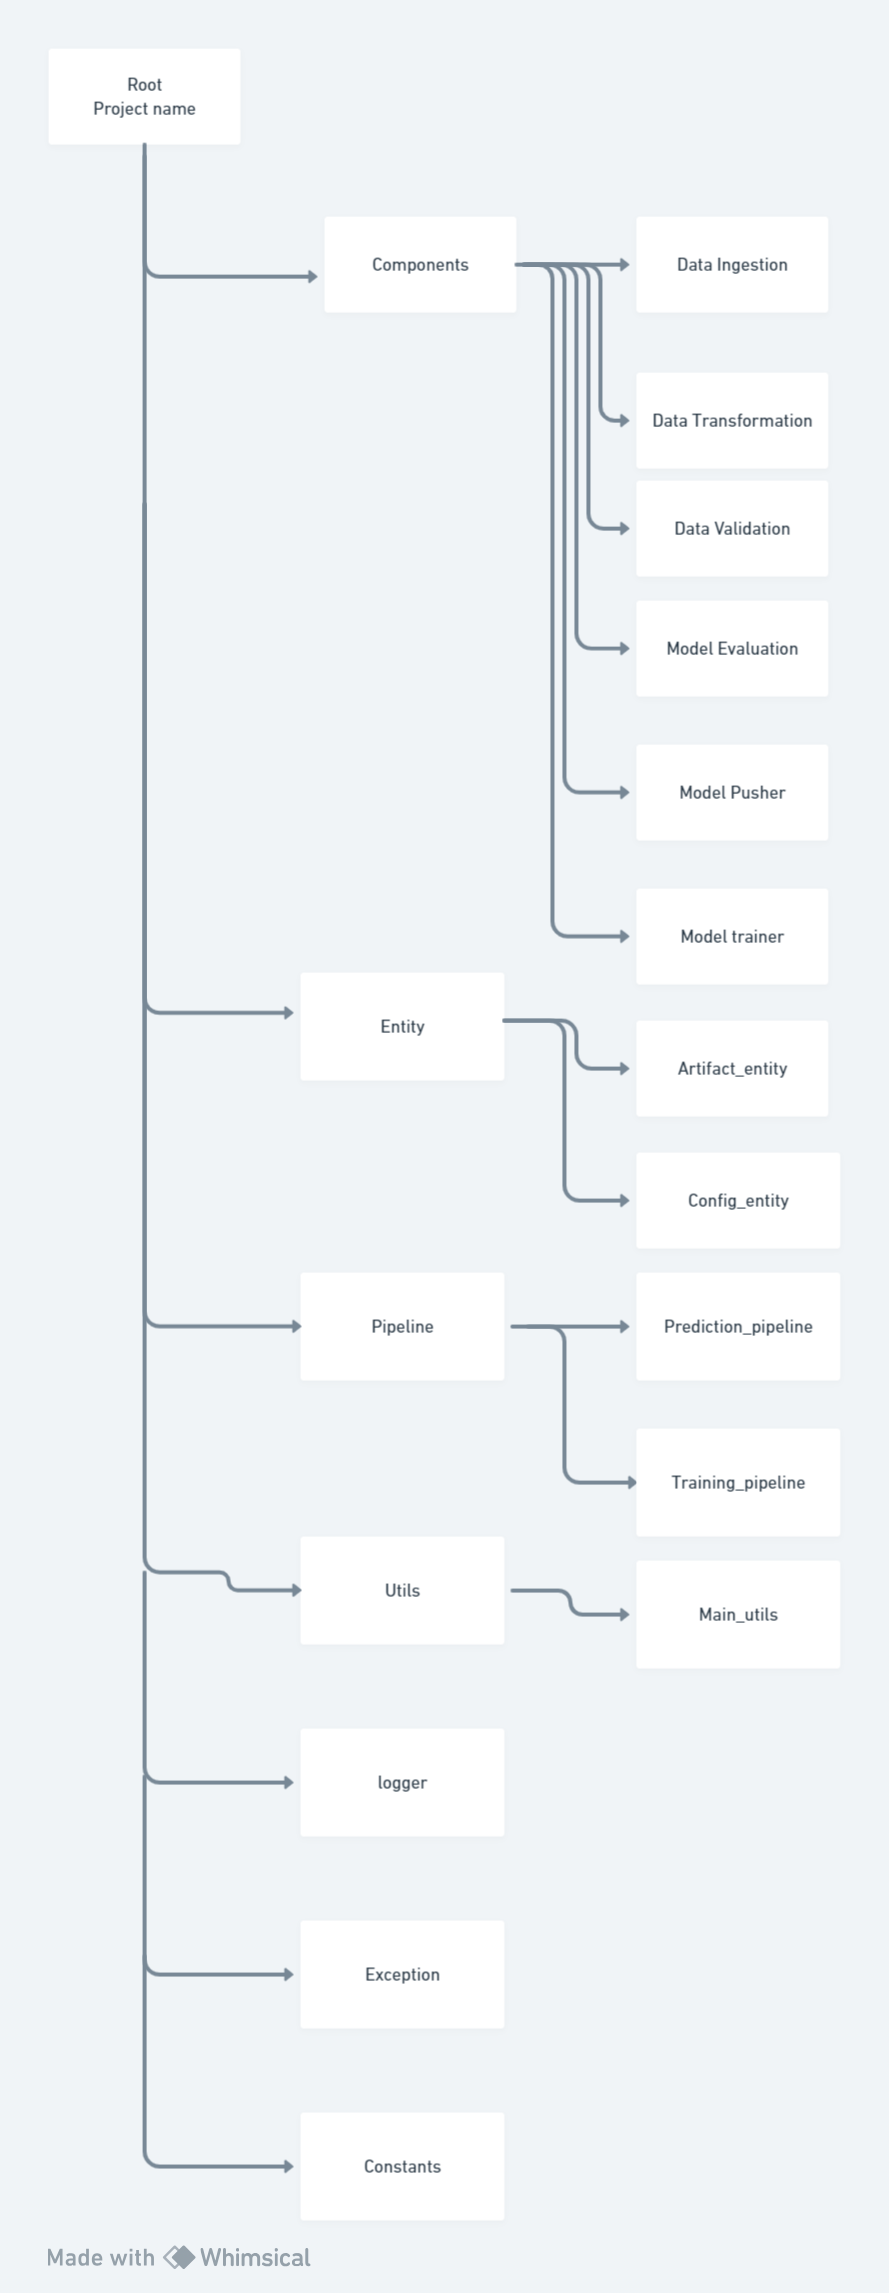 Root
Project name
Components
Data Ingestion
Data Transformation
Data Validation
Model Evaluation
Model Pusher
Model trainer
Entity
Artifact_entity
Config_entity
Pipeline
Prediction_pipeline
Training_pipeline
Utils
Main_utils
logger
Exception
Constants
Made with Whimsical